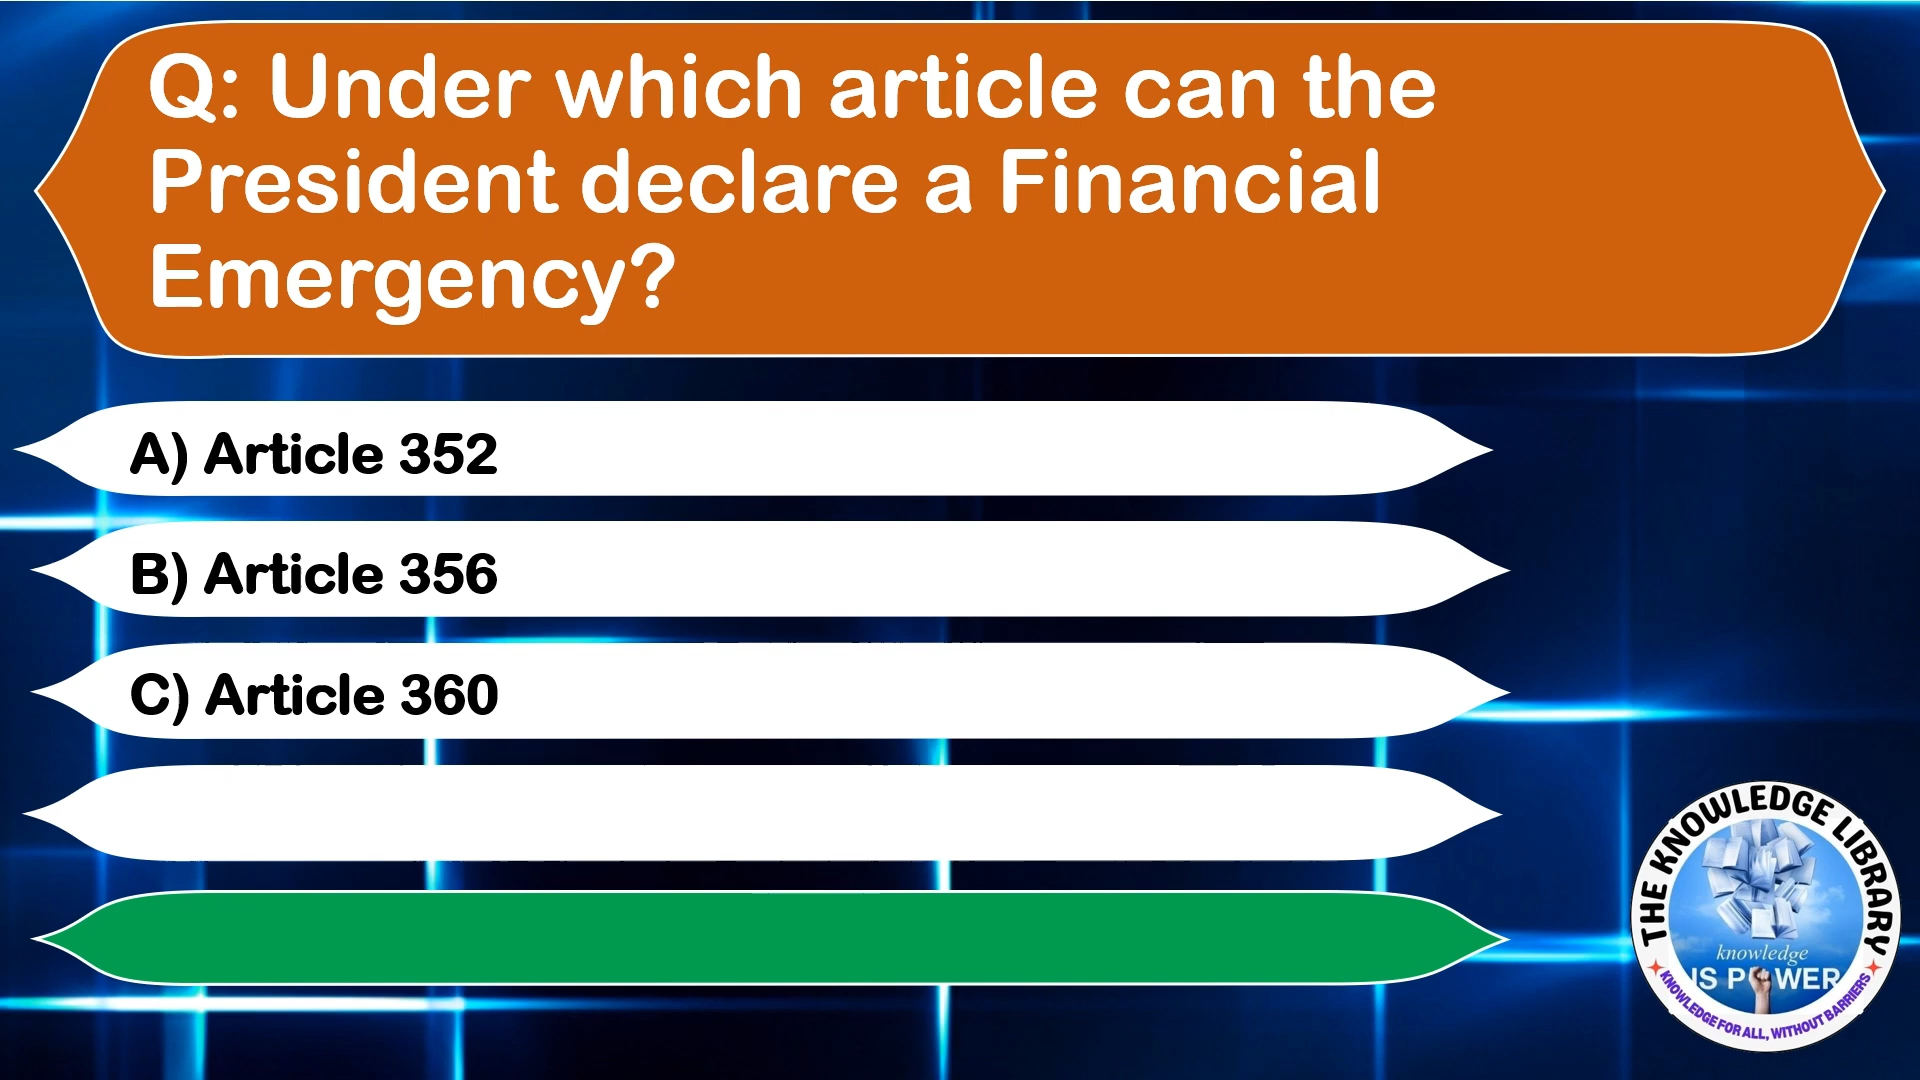 Q: Under which article can the
President declare a Financial
Emergency?
A) Article 352
B) Article 356
C) Article 360
THE KNOWLEDGE LIBRARY
knowledge
IS POWER
KNOWLEDGE FOR ALL, WITHOUT BARRIERS